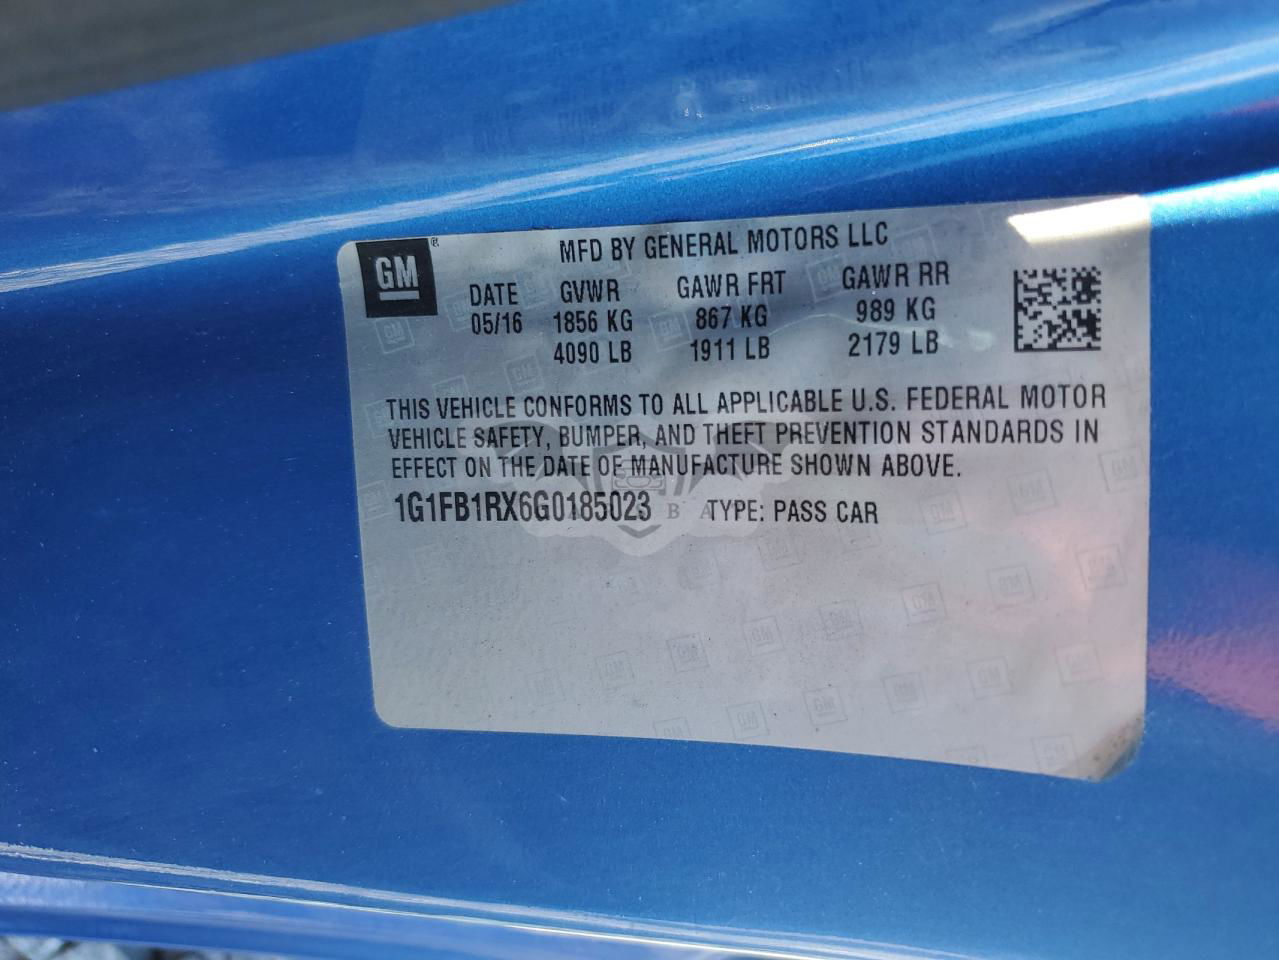 GM
MFD BY GENERAL MOTORS LLC
DATE GVWR GAWR FRT GAWR RR
05/16 1856 KG 867 KG 989 KG
4090 LB 1911 LB 2179 LB
THIS VEHICLE CONFORMS TO ALL APPLICABLE U.S. FEDERAL MOTOR
VEHICLE SAFETY, BUMPER, AND THEFT PREVENTION STANDARDS IN
EFFECT ON THE DATE OF MANUFACTURE SHOWN ABOVE.
1G1FB1RX6G0185023 TYPE: PASS CAR